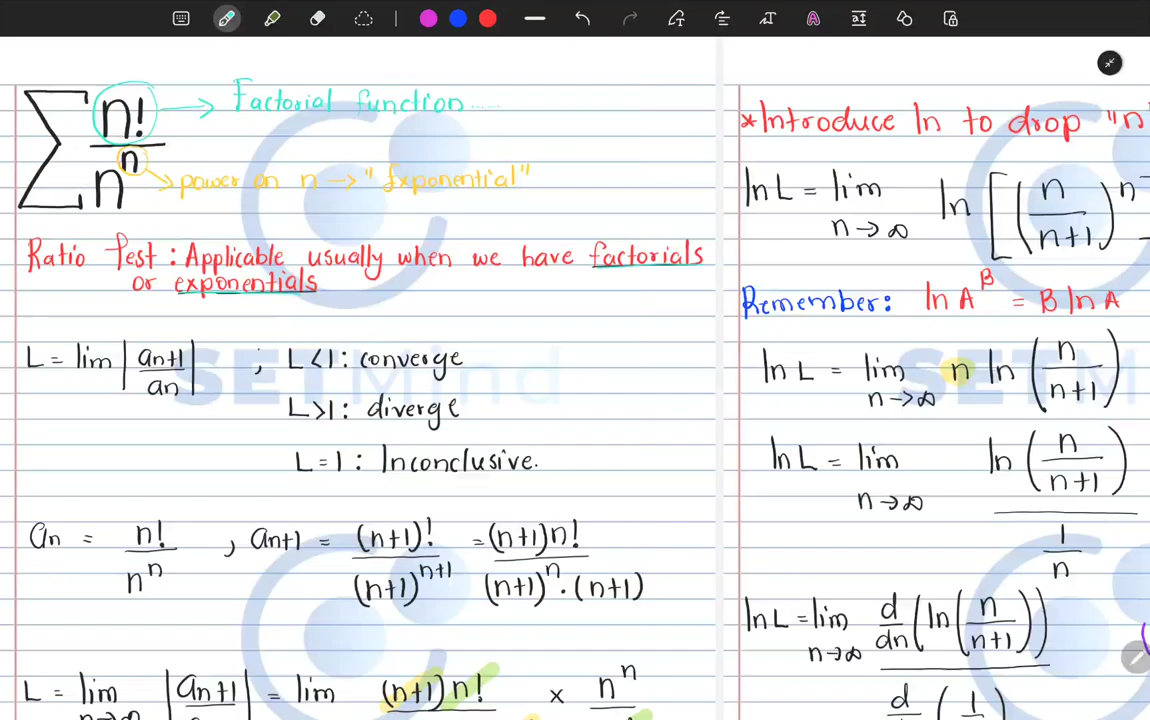 ∑ n!/n^n
→ Factorial function.....
→ power on n → "Exponential"
Ratio Test : Applicable usually when we have factorials
or exponentials
L = lim |an+1/an| ; L<1 : converge
L>1 : diverge
L=1 : Inconclusive.
an = n!/n^n , an+1 = (n+1)!/(n+1)^(n+1) = (n+1)n!/(n+1)^n · (n+1)
L = lim n→∞ |an+1/ = lim (n+1)n! × n^n
*Introduce ln to drop "n
ln L = lim n→∞ ln [(n/n+1)^n
Remember: ln A^B = B ln A
ln L = lim n→∞ n ln (n/n+1)
ln L = lim n→∞ ln (n/n+1) / 1/n
ln L = lim n→∞ d/dn (ln (n/n+1))
d (1
SETMind
SETM